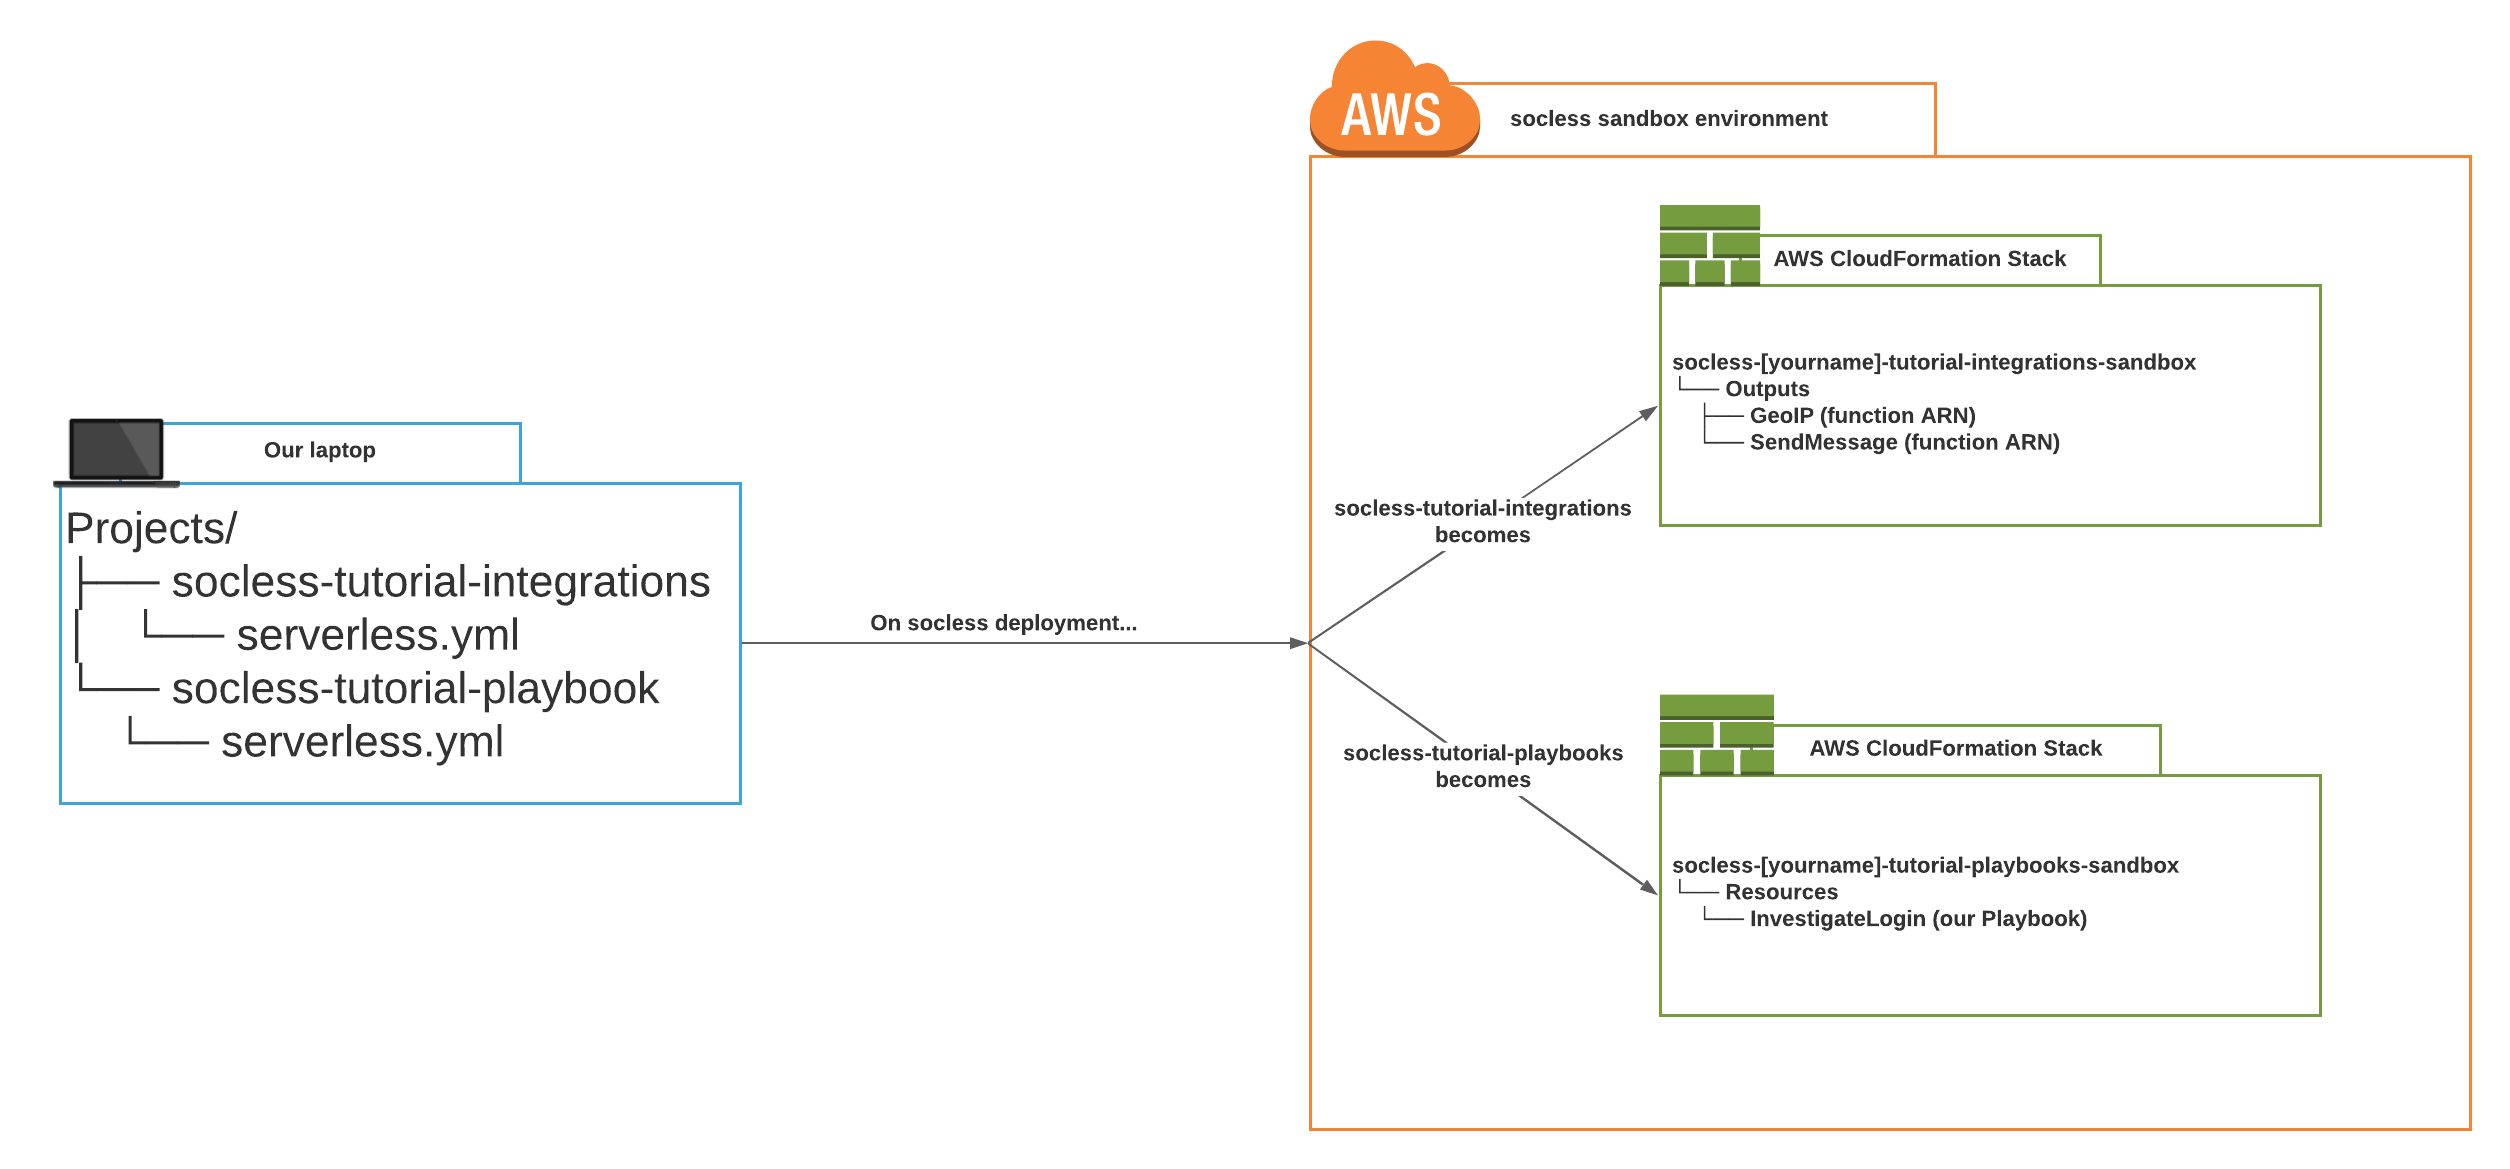 AWS
socless sandbox environment
AWS CloudFormation Stack
socless-[yourname]-tutorial-integrations-sandbox
Outputs
GeoIP (function ARN)
SendMessage (function ARN)
Our laptop
Projects/
socless-tutorial-integrations
serverless.yml
socless-tutorial-playbook
serverless.yml
On socless deployment...
socless-tutorial-integrations
becomes
socless-tutorial-playbooks
becomes
AWS CloudFormation Stack
socless-[yourname]-tutorial-playbooks-sandbox
Resources
InvestigateLogin (our Playbook)